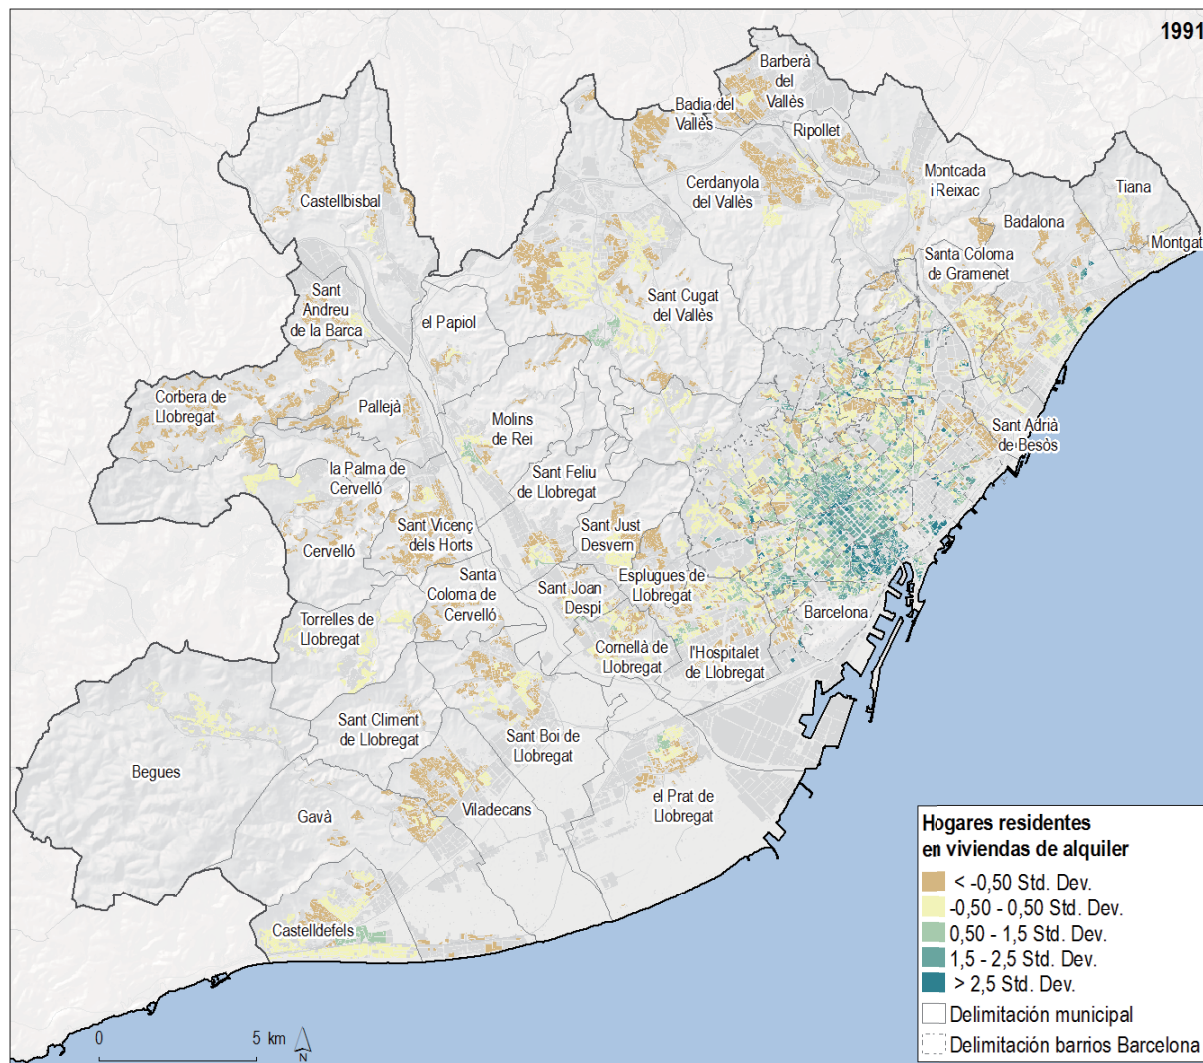 1991
Barberà
del
Vallès
Badia del
Vallès
Ripollet
Montcada
i Reixac
Tiana
Cerdanyola
del Vallès
Castellbisbal
Badalona
Montgat
Santa Coloma
de Gramenet
Sant
Andreu
de la Barca
Sant Cugat
del Vallès
el Papiol
Corbera de
Llobregat
Pallejà
Molins
de Rei
Sant Adrià
de Besòs
la Palma de
Cervelló
Sant Feliu
de Llobregat
Sant Vicenç
dels Horts
Sant Just
Desvern
Cervelló
Santa
Coloma de
Cervelló
Sant Joan
Despí
Esplugues de
Llobregat
Barcelona
Torrelles de
Llobregat
Cornellà de
Llobregat
l'Hospitalet
de Llobregat
Sant Climent
de Llobregat
Sant Boi de
Llobregat
Begues
Gavà
Viladecans
el Prat de
Llobregat
Castelldefels
Hogares residentes
en viviendas de alquiler
< -0,50 Std. Dev.
-0,50 - 0,50 Std. Dev.
0,50 - 1,5 Std. Dev.
1,5 - 2,5 Std. Dev.
> 2,5 Std. Dev.
Delimitación municipal
Delimitación barrios Barcelona
0 5 km
N